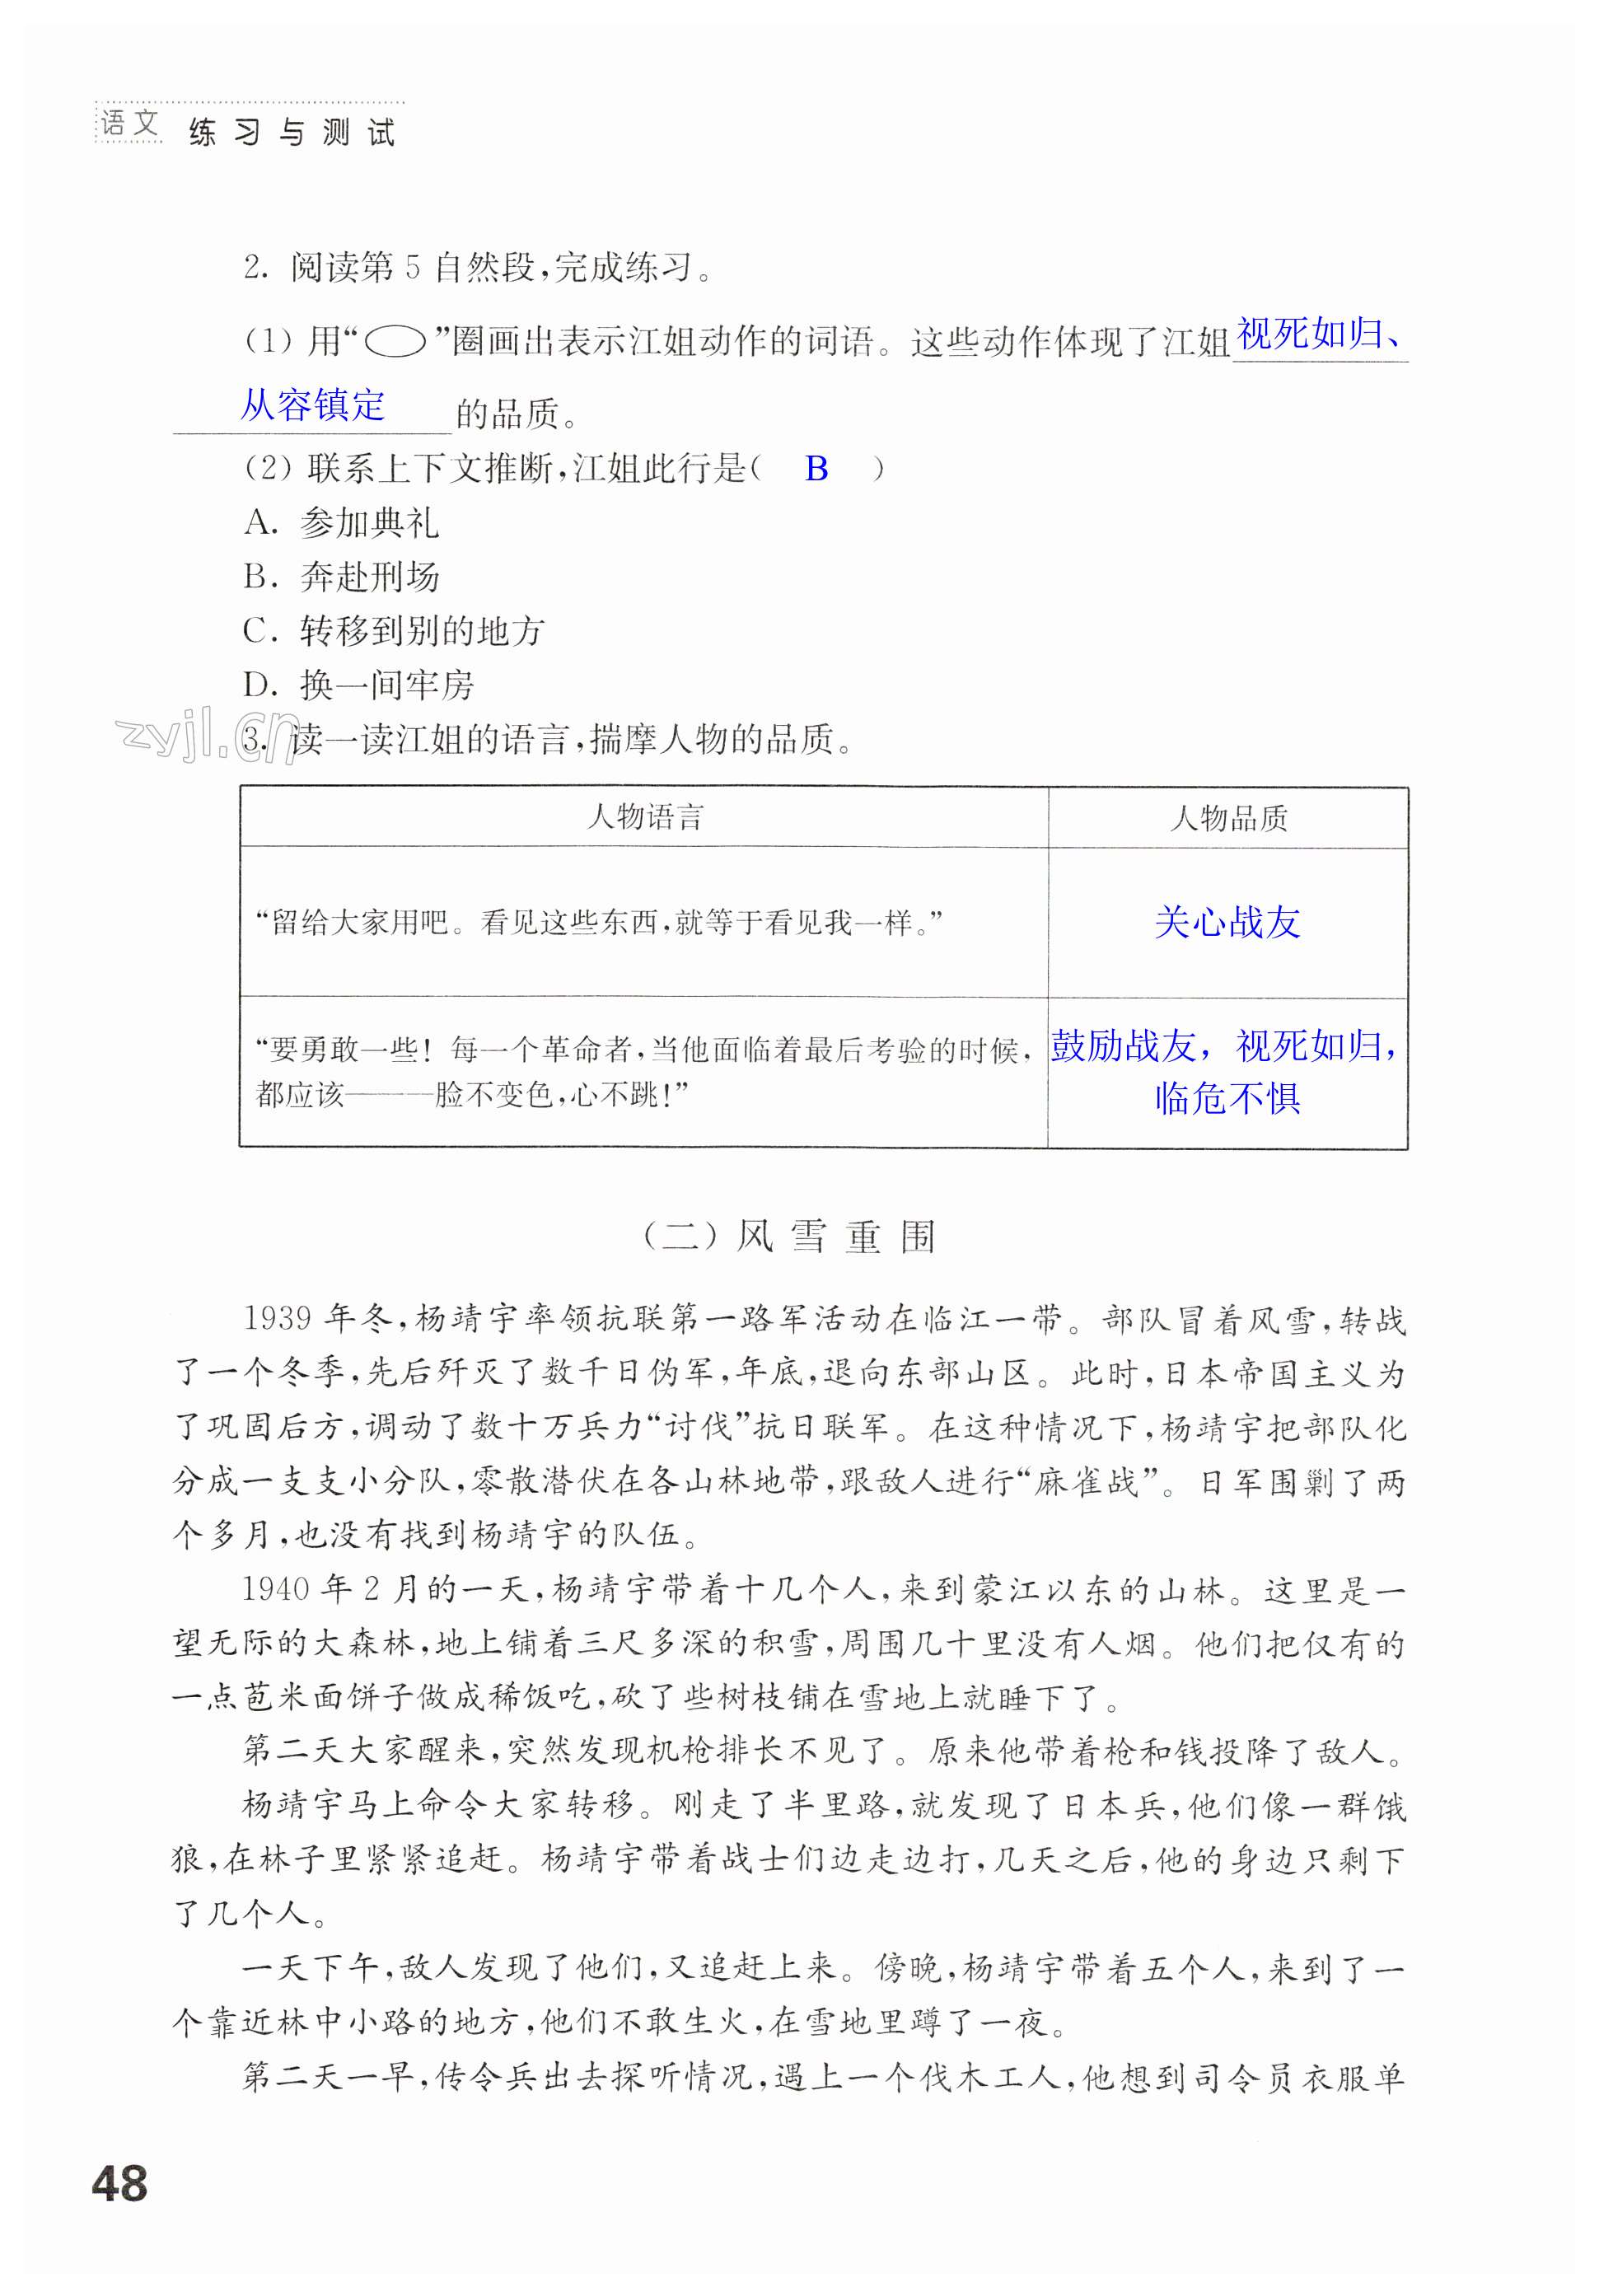 语文 练习与测试
2. 阅读第 5 自然段,完成练习。
(1) 用“ ”圈画出表示江姐动作的词语。这些动作体现了江姐视死如归、
从容镇定 的品质。
(2) 联系上下文推断,江姐此行是( B )
A. 参加典礼
B. 奔赴刑场
C. 转移到别的地方
D. 换一间牢房
zyjl.cn
3. 读一读江姐的语言,揣摩人物的品质。
人物语言 人物品质
“留给大家用吧。看见这些东西,就等于看见我一样。” 关心战友
“要勇敢一些!每一个革命者,当他面临着最后考验的时候, 鼓励战友，视死如归，
都应该———脸不变色,心不跳!” 临危不惧
(二)风雪重围
1939 年冬,杨靖宇率领抗联第一路军活动在临江一带。部队冒着风雪,转战
了一个冬季,先后歼灭了数千日伪军,年底,退向东部山区。此时,日本帝国主义为
了巩固后方,调动了数十万兵力“讨伐”抗日联军。在这种情况下,杨靖宇把部队化
分成一支支小分队,零散潜伏在各山林地带,跟敌人进行“麻雀战”。日军围剿了两
个多月,也没有找到杨靖宇的队伍。
1940 年 2 月的一天,杨靖宇带着十几个人,来到蒙江以东的山林。这里是一
望无际的大森林,地上铺着三尺多深的积雪,周围几十里没有人烟。他们把仅有的
一点苞米面饼子做成稀饭吃,砍了些树枝铺在雪地上就睡下了。
第二天大家醒来,突然发现机枪排长不见了。原来他带着枪和钱投降了敌人。
杨靖宇马上命令大家转移。刚走了半里路,就发现了日本兵,他们像一群饿
狼,在林子里紧紧追赶。杨靖宇带着战士们边走边打,几天之后,他的身边只剩下
了几个人。
一天下午,敌人发现了他们,又追赶上来。傍晚,杨靖宇带着五个人,来到了一
个靠近林中小路的地方,他们不敢生火,在雪地里蹲了一夜。
第二天一早,传令兵出去探听情况,遇上一个伐木工人,他想到司令员衣服单
48